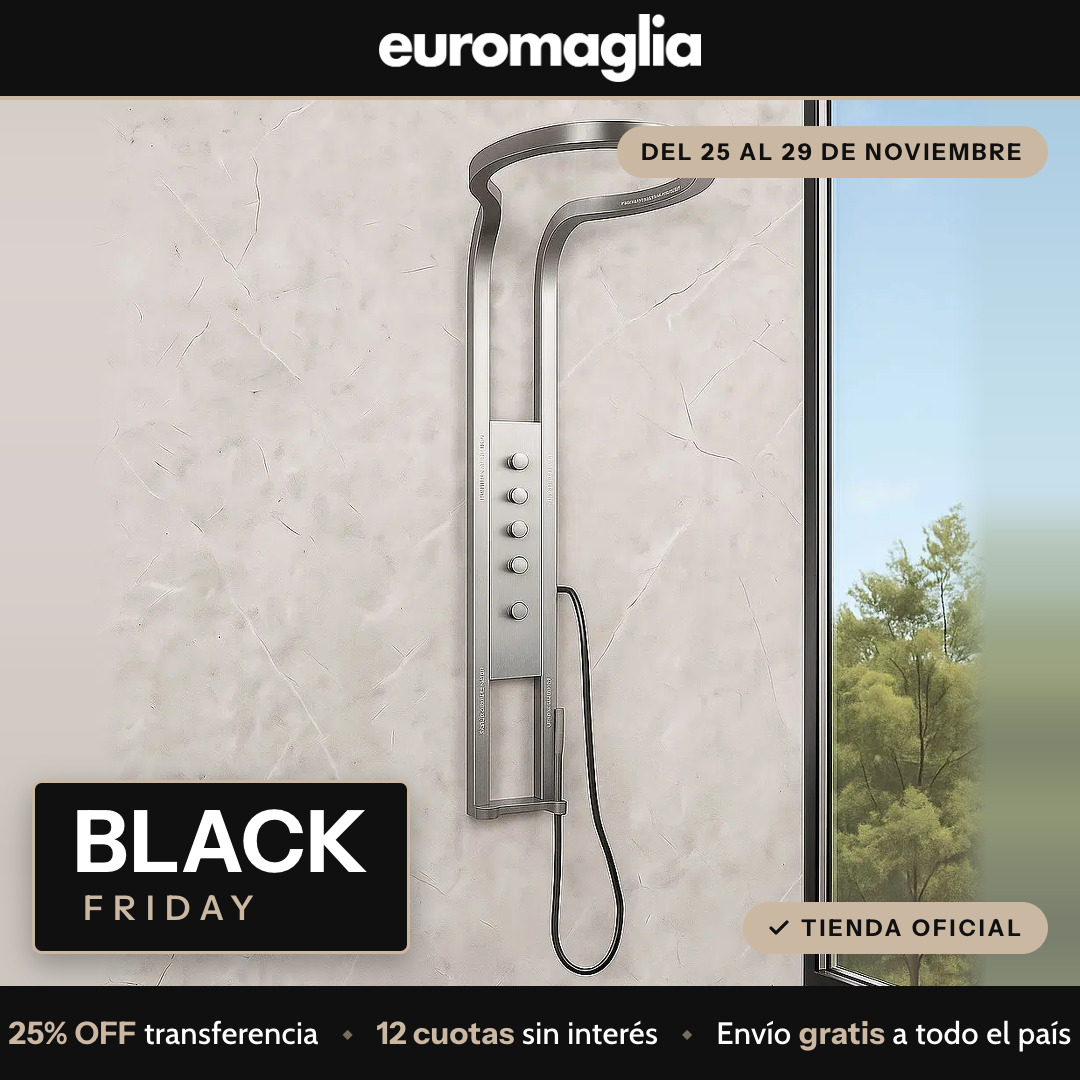 euromaglia
DEL 25 AL 29 DE NOVIEMBRE
BLACK
FRIDAY
✓ TIENDA OFICIAL
25% OFF transferencia ◆ 12 cuotas sin interés ◆ Envío gratis a todo el país